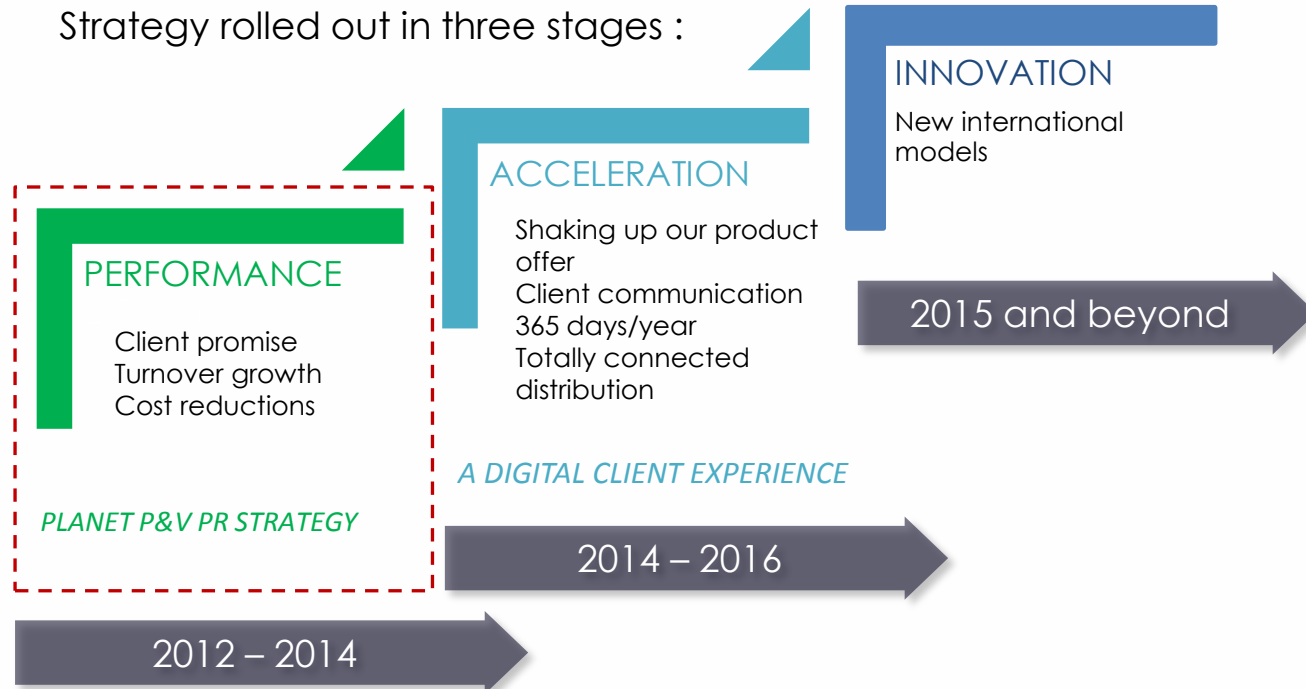 Strategy rolled out in three stages :
PERFORMANCE
Client promise
Turnover growth
Cost reductions
PLANET P&V PR STRATEGY
2012 – 2014
ACCELERATION
Shaking up our product
offer
Client communication
365 days/year
Totally connected
distribution
A DIGITAL CLIENT EXPERIENCE
2014 – 2016
INNOVATION
New international
models
2015 and beyond